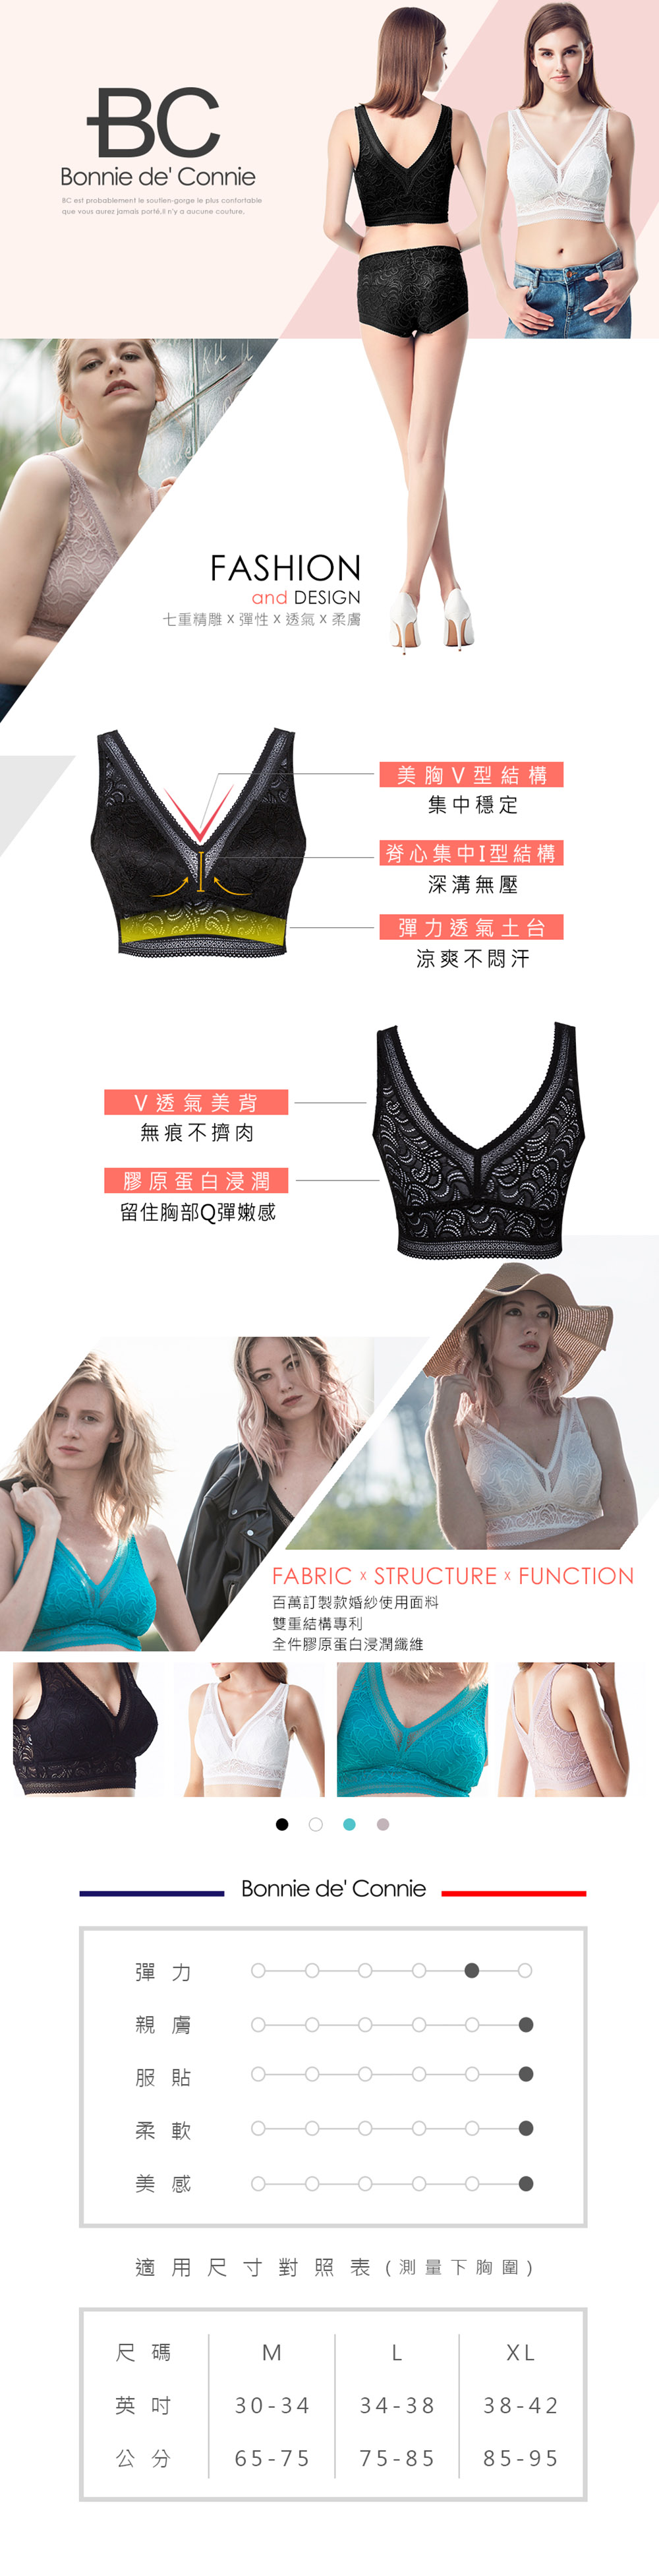 BC
Bonnie de' Connie
BC est probablement le soutien-gorge le plus confortable
que vous aurez jamais porté,il n'y a aucune couture.
FASHION
and DESIGN
七重精雕 x 彈性 x 透氣 x 柔膚
美胸V型結構
集中穩定
脊心集中I型結構
深溝無壓
彈力透氣土台
涼爽不悶汗
V透氣美背
無痕不擠肉
膠原蛋白浸潤
留住胸部Q彈嫩感
FABRIC x STRUCTURE x FUNCTION
百萬訂製款婚紗使用面料
雙重結構專利
全件膠原蛋白浸潤纖維
Bonnie de' Connie
彈力
親膚
服貼
柔軟
美感
適用尺寸對照表(測量下胸圍)
尺碼 M L XL
英吋 30-34 34-38 38-42
公分 65-75 75-85 85-95